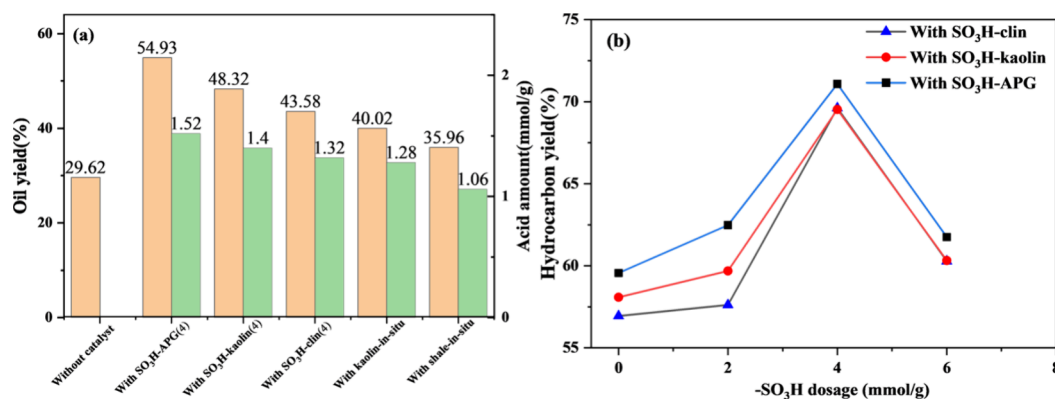 (a)
Oil yield(%)
60
40
20
0
29.62
54.93
1.52
48.32
1.4
43.58
1.32
40.02
1.28
35.96
1.06
2
1
0
Acid amount(mmol/g)
Without catalyst
With SO₃H-APG(4)
With SO₃H-kaolin(4)
With SO₃H-clin(4)
With kaolin-in-situ
With shale-in-situ
(b)
Hydrocarbon yield(%)
75
70
65
60
55
With SO₃H-clin
With SO₃H-kaolin
With SO₃H-APG
0
2
4
6
8
-SO₃H dosage (mmol/g)